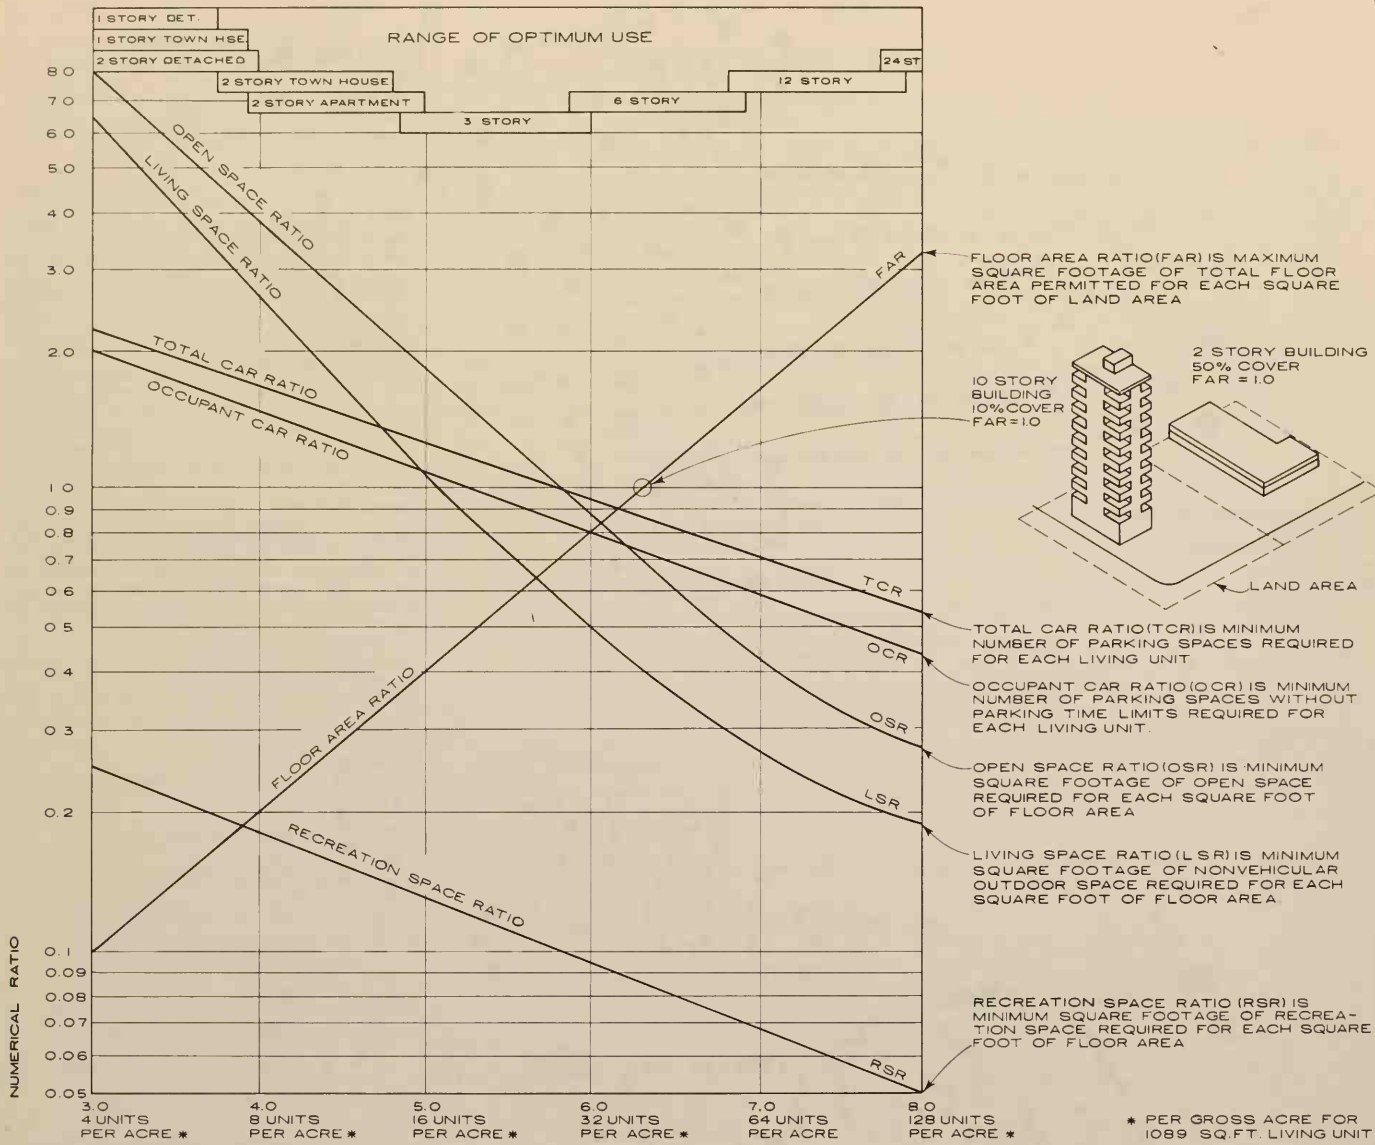 1 STORY DET.
1 STORY TOWN HSE.
2 STORY DETACHED
RANGE OF OPTIMUM USE
24 ST
2 STORY TOWN HOUSE
12 STORY
2 STORY APARTMENT
6 STORY
3 STORY
8 0
7 0
6 0
5 0
4 0
3 0
2.0
1 0
0.9
0.8
0.7
0 6
0 5
0 4
0 3
0.2
0.1
0.09
0.08
0.07
0.06
0.05
NUMERICAL RATIO
OPEN SPACE RATIO
LIVING SPACE RATIO
TOTAL CAR RATIO
OCCUPANT CAR RATIO
FLOOR AREA RATIO
RECREATION SPACE RATIO
FAR
TCR
OCR
OSR
LSR
RSR
FLOOR AREA RATIO(FAR) IS MAXIMUM
SQUARE FOOTAGE OF TOTAL FLOOR
AREA PERMITTED FOR EACH SQUARE
FOOT OF LAND AREA
10 STORY
BUILDING
10% COVER
FAR=1.0
2 STORY BUILDING
50% COVER
FAR = 1.0
LAND AREA
TOTAL CAR RATIO(TCR) IS MINIMUM
NUMBER OF PARKING SPACES REQUIRED
FOR EACH LIVING UNIT
OCCUPANT CAR RATIO(OCR) IS MINIMUM
NUMBER OF PARKING SPACES WITHOUT
PARKING TIME LIMITS REQUIRED FOR
EACH LIVING UNIT.
OPEN SPACE RATIO(OSR) IS MINIMUM
SQUARE FOOTAGE OF OPEN SPACE
REQUIRED FOR EACH SQUARE FOOT
OF FLOOR AREA
LIVING SPACE RATIO(LSR) IS MINIMUM
SQUARE FOOTAGE OF NONVEHICULAR
OUTDOOR SPACE REQUIRED FOR EACH
SQUARE FOOT OF FLOOR AREA
RECREATION SPACE RATIO (RSR) IS
MINIMUM SQUARE FOOTAGE OF RECREA-
TION SPACE REQUIRED FOR EACH SQUARE
FOOT OF FLOOR AREA
3.0 4.0 5.0 6.0 7.0 8.0
4 UNITS 8 UNITS 16 UNITS 32 UNITS 64 UNITS 128 UNITS
PER ACRE * PER ACRE * PER ACRE * PER ACRE * PER ACRE PER ACRE *
* PER GROSS ACRE FOR
1089 SQ.FT. LIVING UNIT